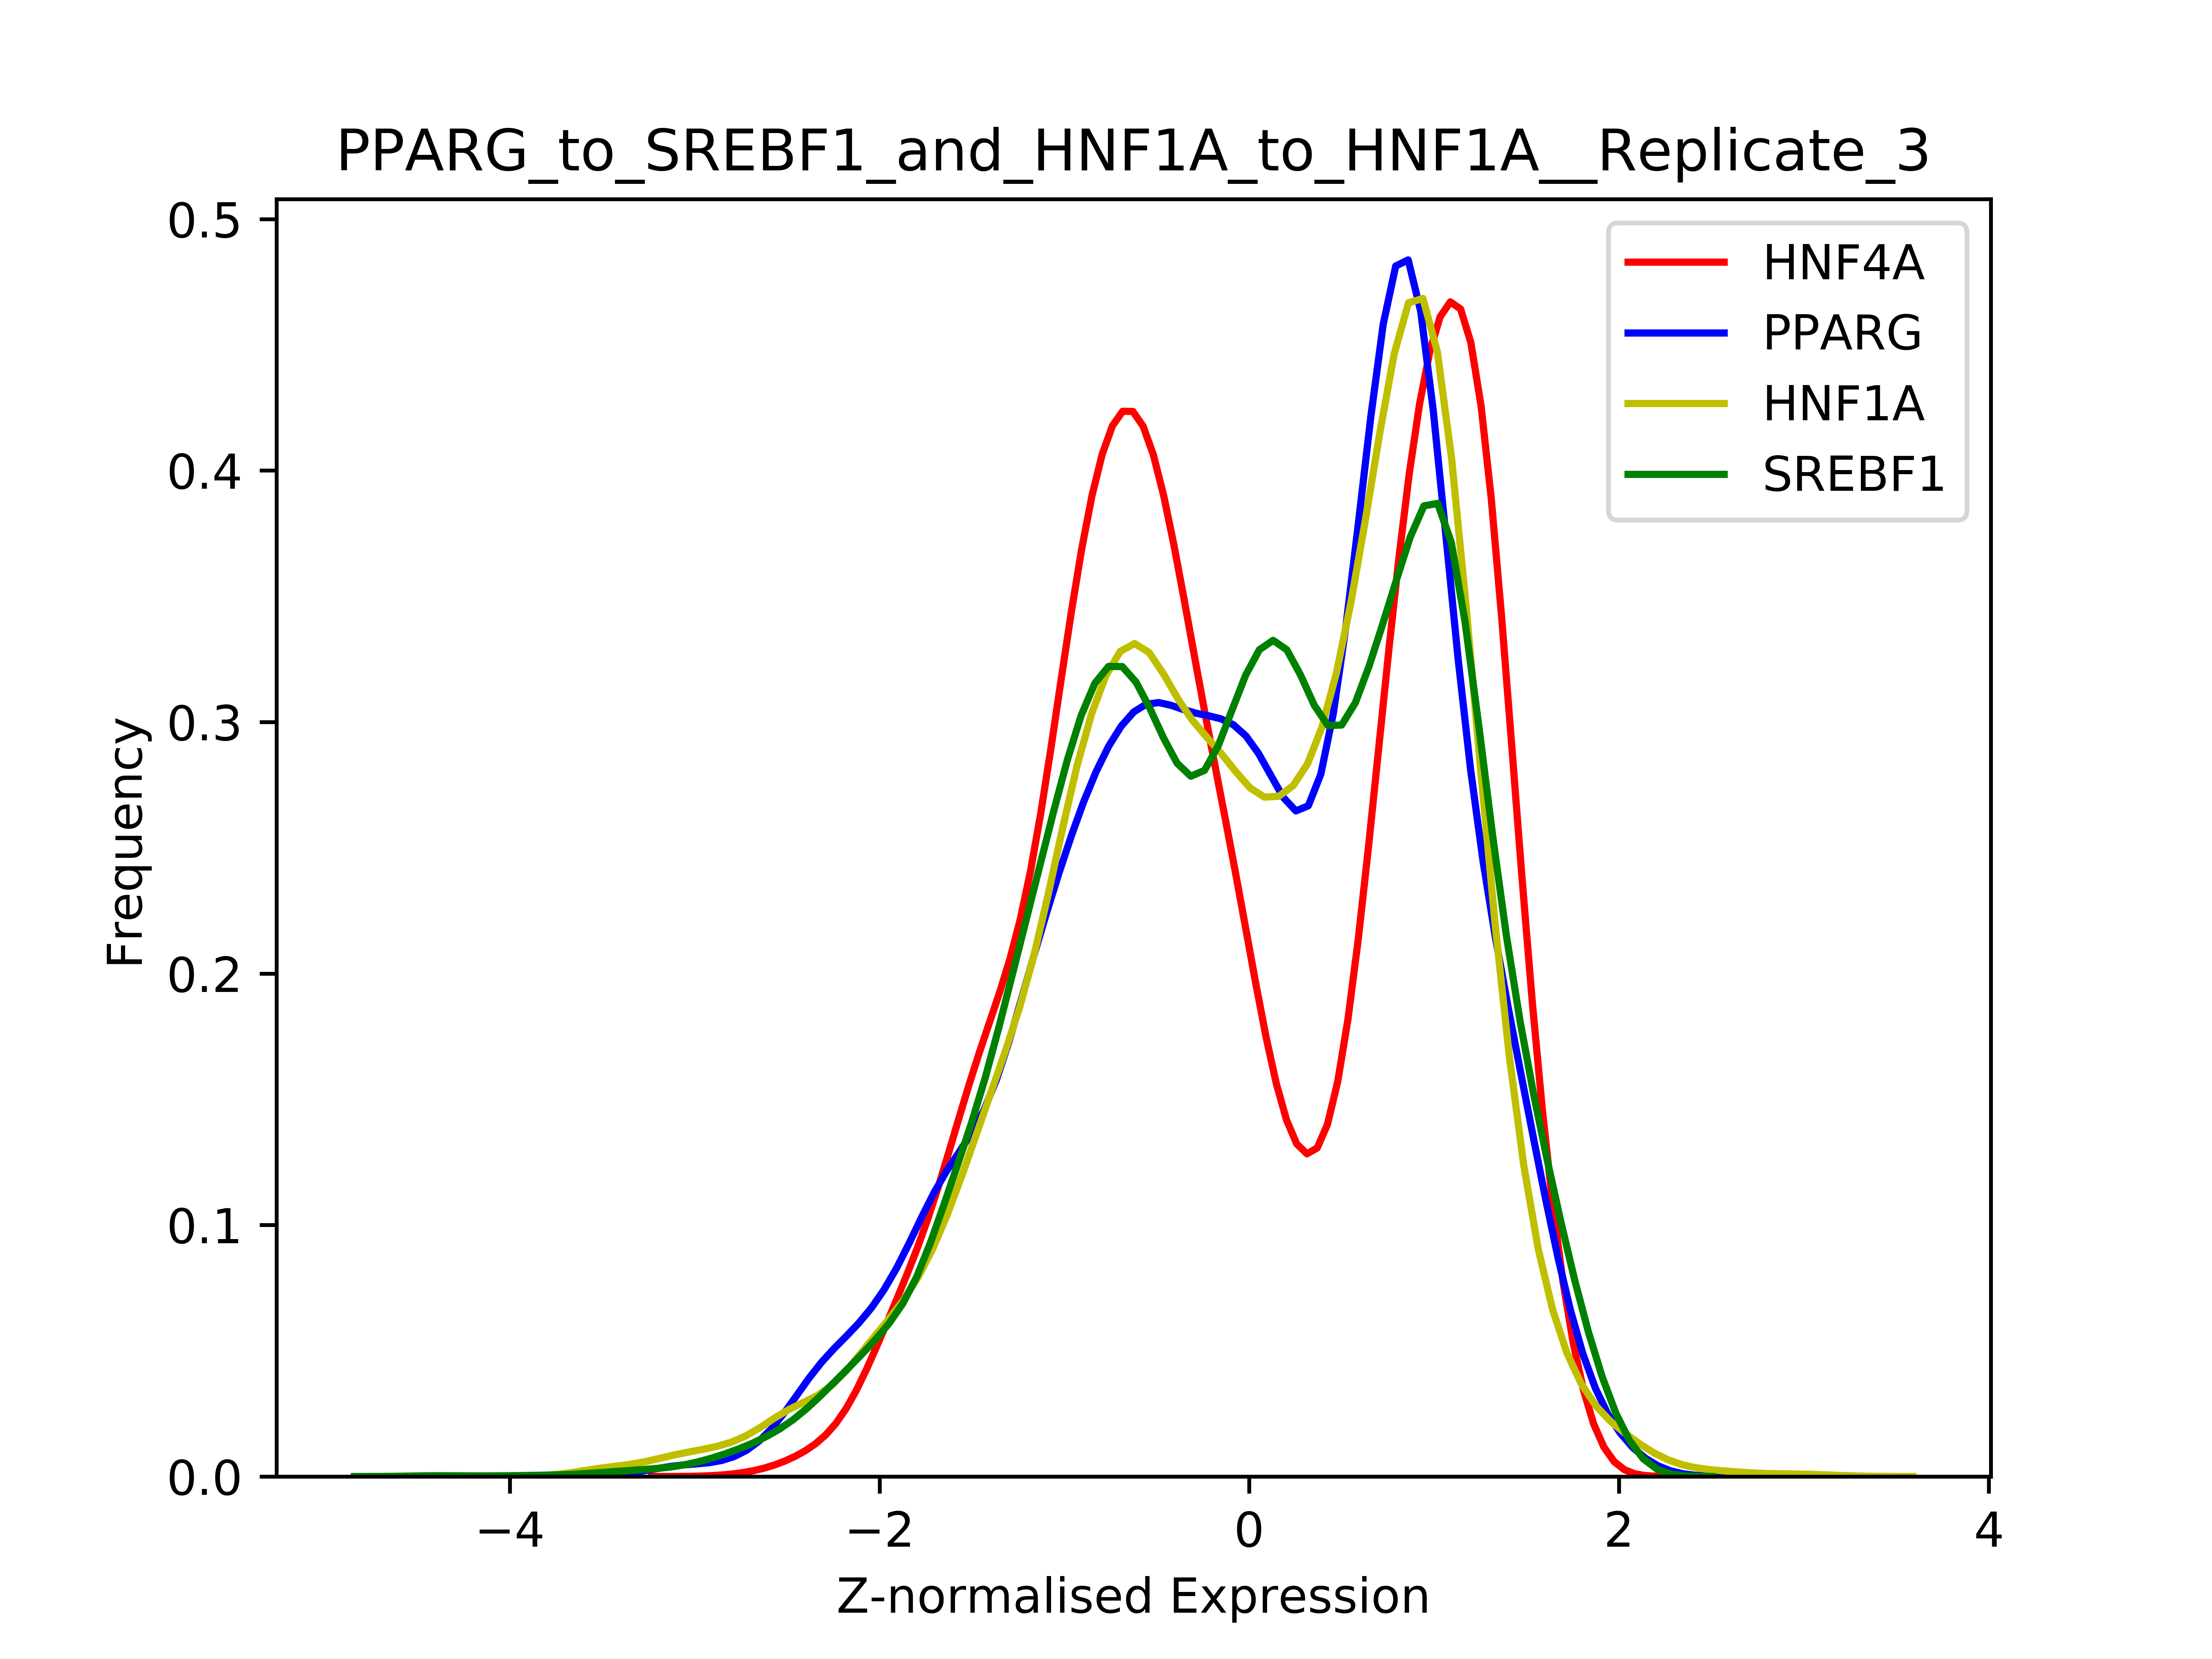 PPARG_to_SREBF1_and_HNF1A_to_HNF1A__Replicate_3
0.5
0.4
0.3
0.2
0.1
0.0
Frequency
HNF4A
PPARG
HNF1A
SREBF1
−4 −2 0 2 4
Z-normalised Expression